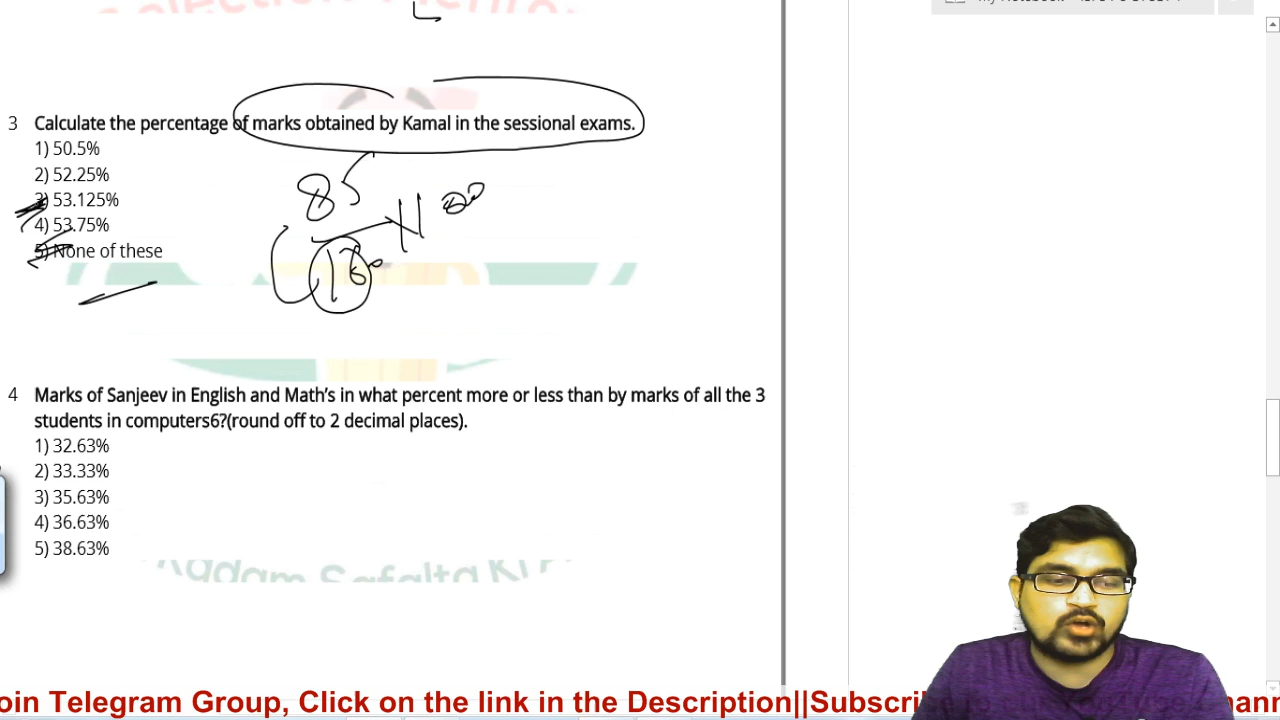 3 Calculate the percentage of marks obtained by Kamal in the sessional exams.
1) 50.5%
2) 52.25%
3) 53.125%
4) 53.75%
5) None of these
85
160
4 Marks of Sanjeev in English and Math's in what percent more or less than by marks of all the 3
students in computers6?(round off to 2 decimal places).
1) 32.63%
2) 33.33%
3) 35.63%
4) 36.63%
5) 38.63%
oin Telegram Group, Click on the link in the Description||Subscri